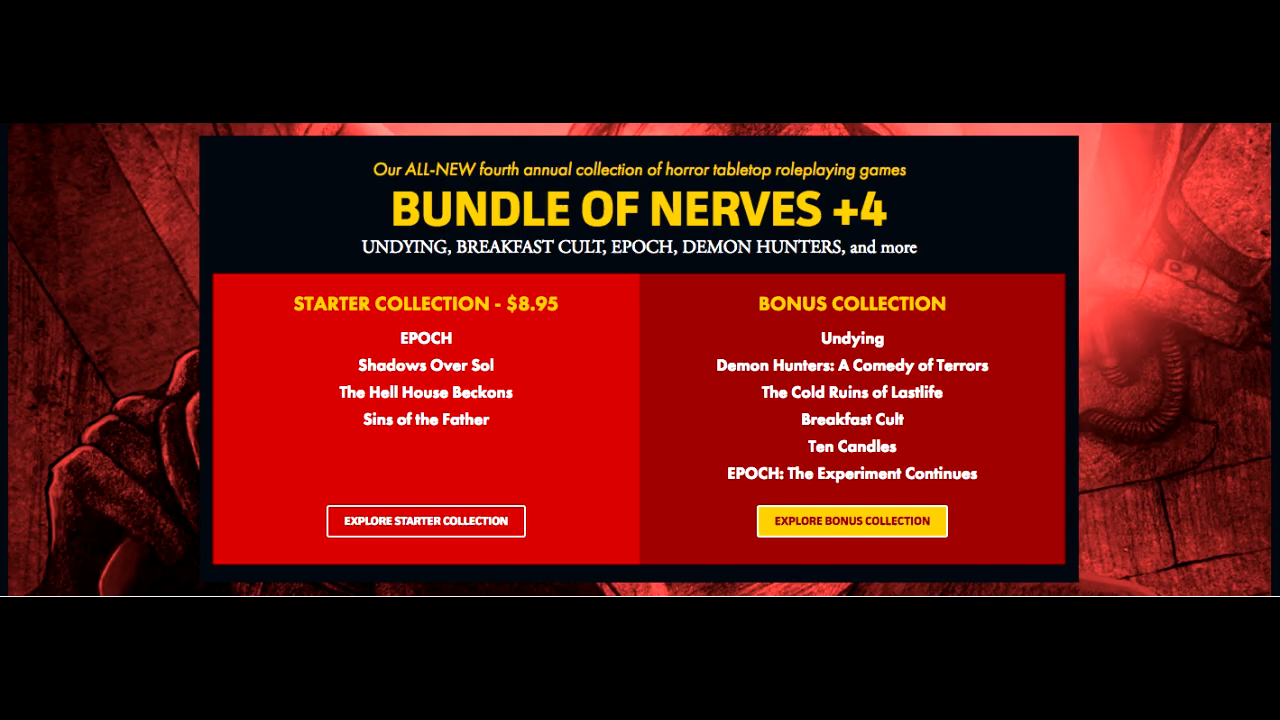 Our ALL-NEW fourth annual collection of horror tabletop roleplaying games
BUNDLE OF NERVES +4
UNDYING, BREAKFAST CULT, EPOCH, DEMON HUNTERS, and more
STARTER COLLECTION - $8.95
EPOCH
Shadows Over Sol
The Hell House Beckons
Sins of the Father
EXPLORE STARTER COLLECTION
BONUS COLLECTION
Undying
Demon Hunters: A Comedy of Terrors
The Cold Ruins of Lastlife
Breakfast Cult
Ten Candles
EPOCH: The Experiment Continues
EXPLORE BONUS COLLECTION